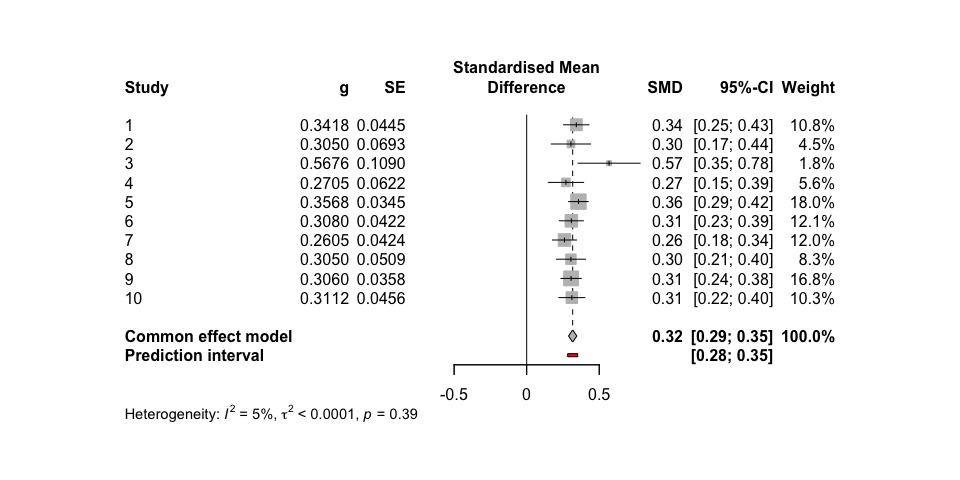 Standardised Mean
Study g SE Difference SMD 95%-CI Weight
1 0.3418 0.0445 0.34 [0.25; 0.43] 10.8%
2 0.3050 0.0693 0.30 [0.17; 0.44] 4.5%
3 0.5676 0.1090 0.57 [0.35; 0.78] 1.8%
4 0.2705 0.0622 0.27 [0.15; 0.39] 5.6%
5 0.3568 0.0345 0.36 [0.29; 0.42] 18.0%
6 0.3080 0.0422 0.31 [0.23; 0.39] 12.1%
7 0.2605 0.0424 0.26 [0.18; 0.34] 12.0%
8 0.3050 0.0509 0.30 [0.21; 0.40] 8.3%
9 0.3060 0.0358 0.31 [0.24; 0.38] 16.8%
10 0.3112 0.0456 0.31 [0.22; 0.40] 10.3%
Common effect model 0.32 [0.29; 0.35] 100.0%
Prediction interval [0.28; 0.35]
-0.5 0 0.5
Heterogeneity: I² = 5%, τ² < 0.0001, p = 0.39